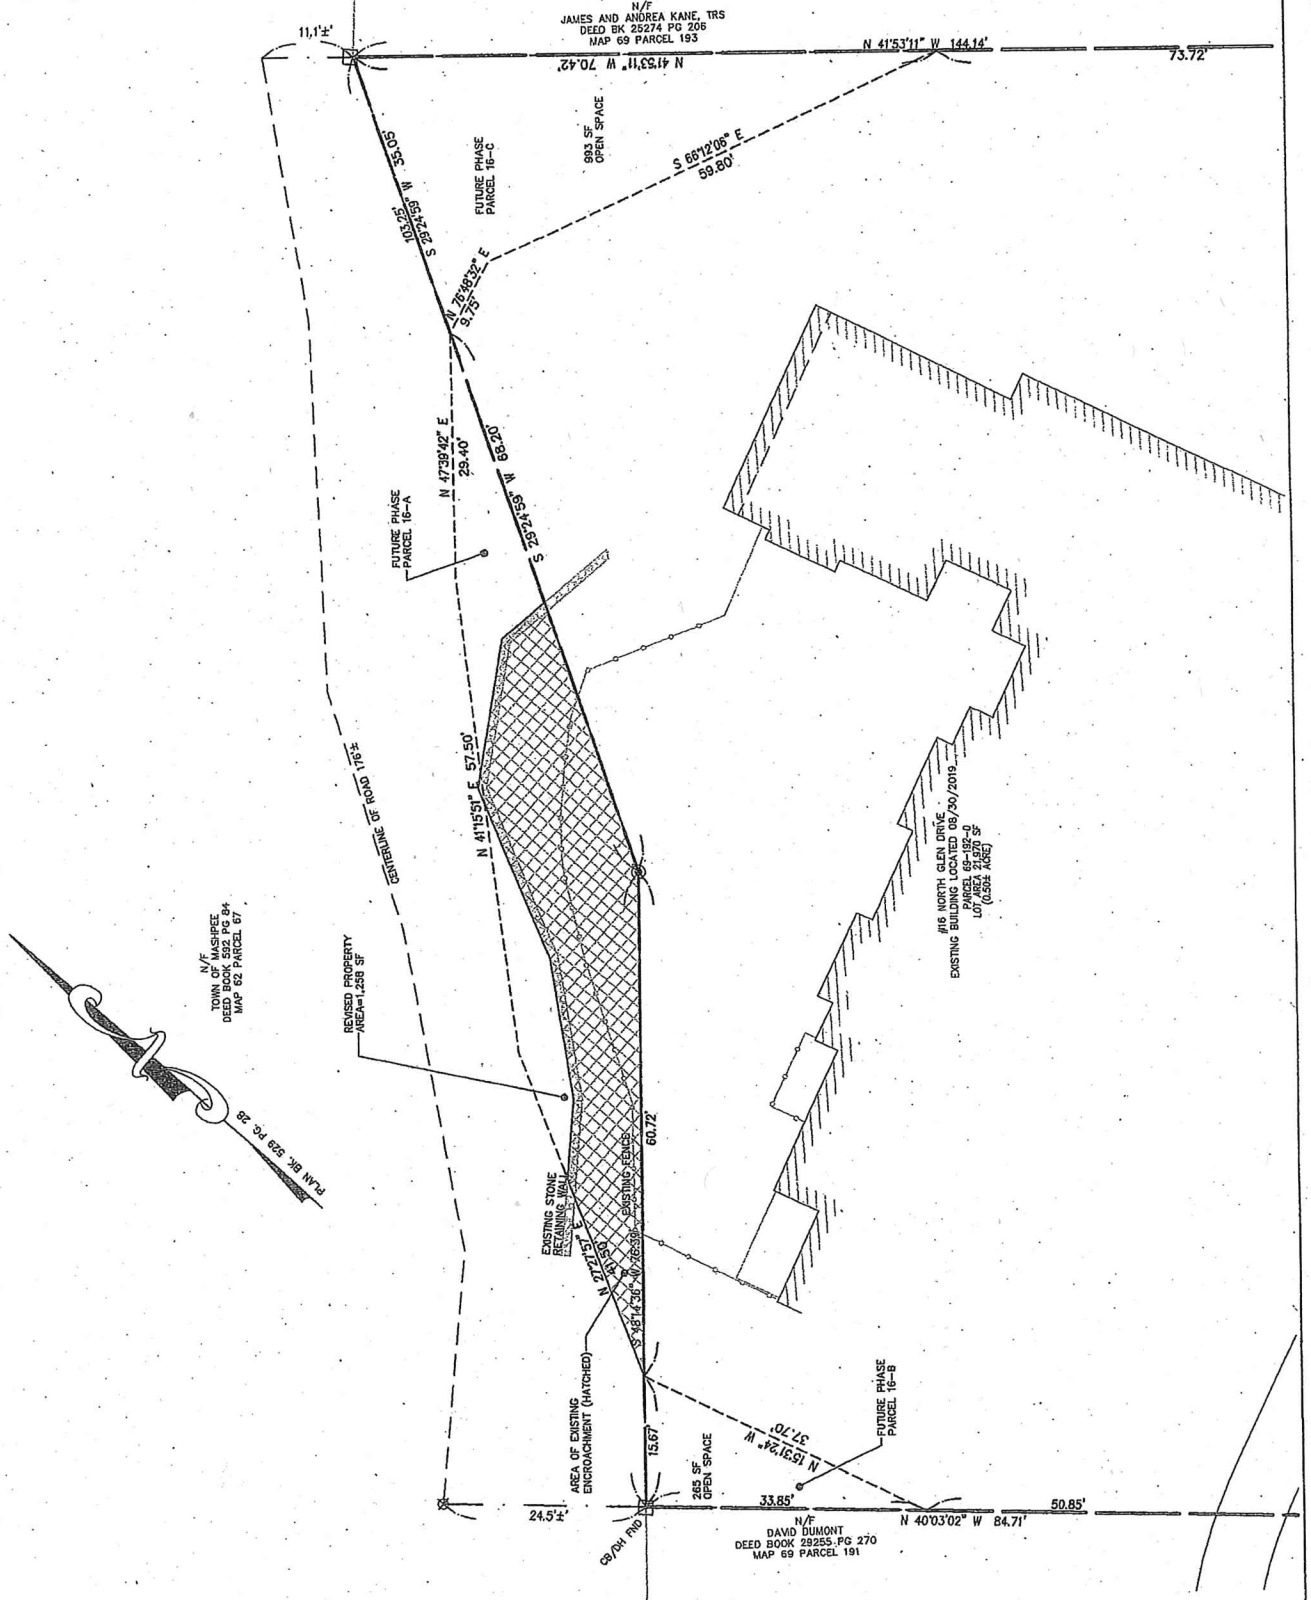 N/F
JAMES AND ANDREA KANE, TRS
DEED BK 25274 PG 206
MAP 69 PARCEL 193
11.1'±
N 41°53'11" W 144.14'
N 41°53'11" W 70.42'
73.72'
993 SF
OPEN SPACE
FUTURE PHASE
PARCEL 16-C
S 66°12'06" E
59.80'
103.25'
S 29°24'59" W 35.05'
N 76°48'32" E
9.75'
N 47°39'42" E
29.40'
S 29°24'59" W 68.20'
FUTURE PHASE
PARCEL 16-A
N 41°15'51" E 57.50'
CENTERLINE OF ROAD 176'±
N/F
TOWN OF MASHPEE
DEED BOOK 592 PG 84
MAP 62 PARCEL 67
REVISED PROPERTY
AREA=1,258 SF
PLAN BK. 529 PG. 28
#16 NORTH GLEN DRIVE
EXISTING BUILDING LOCATED 08/30/2019
PARCEL 69-192-0
LOT AREA 21,970 SF
(0.50± ACRE)
60.72'
EXISTING FENCE
EXISTING STONE
RETAINING WALL
N 27°27'57" E
41.50'
S 48°14'36" W 76.39'
AREA OF EXISTING
ENCROACHMENT (HATCHED)
15.67'
265 SF
OPEN SPACE
N 15°31'24" W
37.70'
FUTURE PHASE
PARCEL 16-B
24.5'±
CB/DH FND
33.85'
N 40°03'02" W 84.71'
50.85'
N/F
DAVID DUMONT
DEED BOOK 29255 PG 270
MAP 69 PARCEL 191